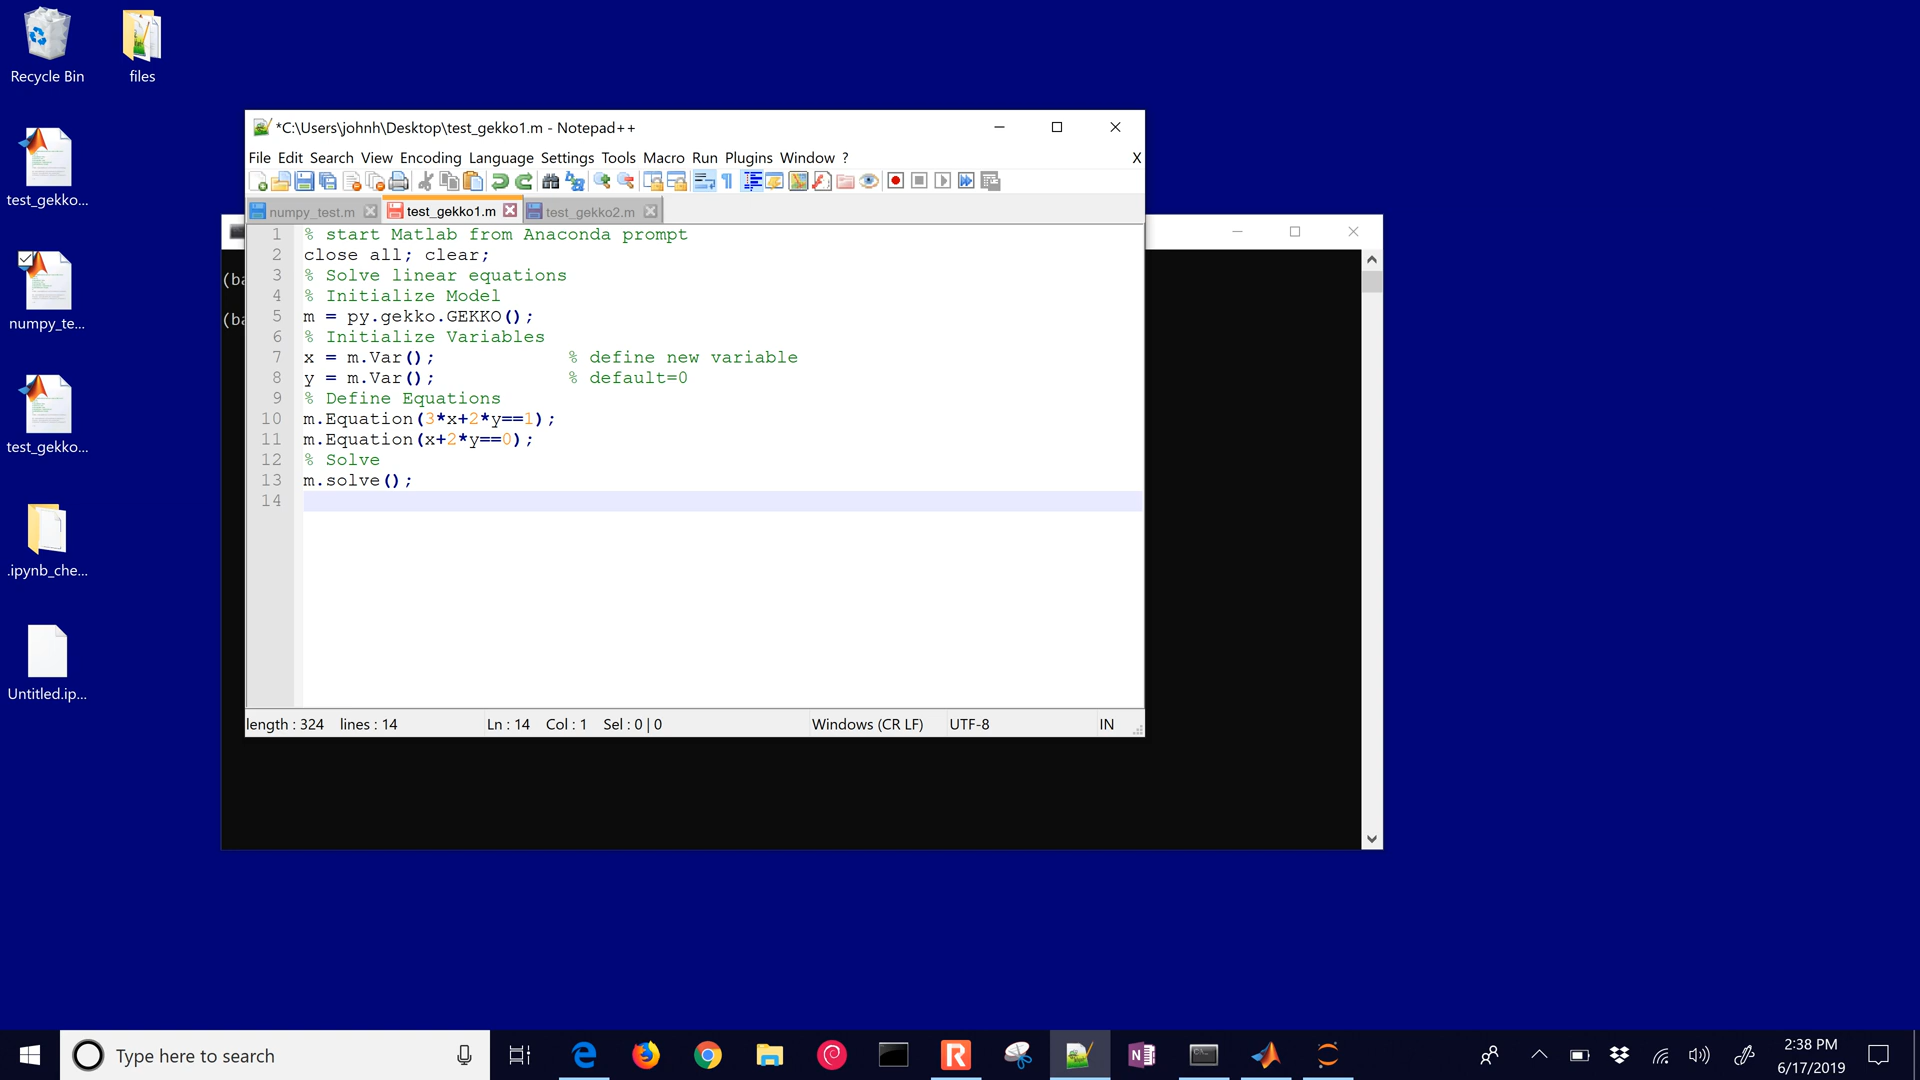 Recycle Bin
files
test_gekko...
numpy_te...
test_gekko...
.ipynb_che...
Untitled.ip...
*C:\Users\johnh\Desktop\test_gekko1.m - Notepad++
File Edit Search View Encoding Language Settings Tools Macro Run Plugins Window ?
X
numpy_test.m
test_gekko1.m
test_gekko2.m
1 % start Matlab from Anaconda prompt
2 close all; clear;
3 % Solve linear equations
4 % Initialize Model
5 m = py.gekko.GEKKO();
6 % Initialize Variables
7 x = m.Var(); % define new variable
8 y = m.Var(); % default=0
9 % Define Equations
10 m.Equation(3*x+2*y==1);
11 m.Equation(x+2*y==0);
12 % Solve
13 m.solve();
14
length : 324 lines : 14 Ln : 14 Col : 1 Sel : 0 | 0 Windows (CR LF) UTF-8 IN
(ba
(ba
Type here to search
2:38 PM
6/17/2019